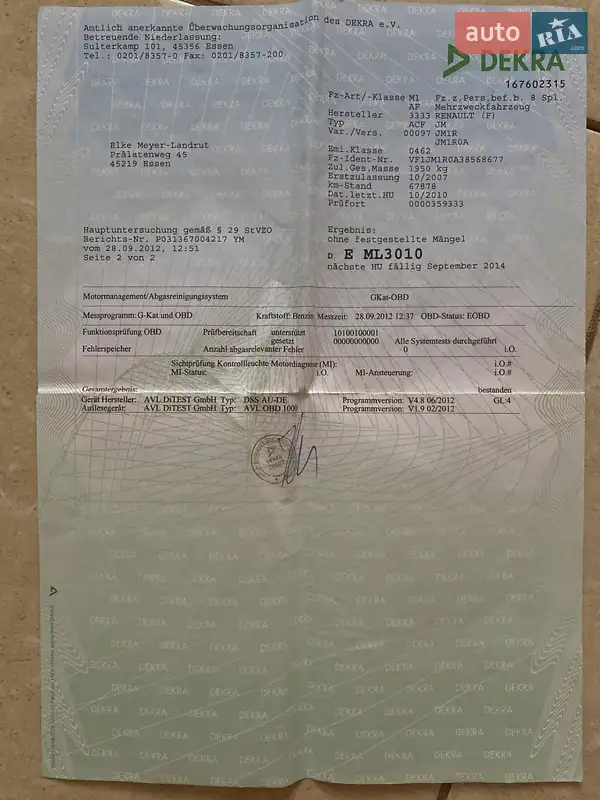 Amtlich anerkannte Überwachungsorganisation des DEKRA e.V.
Betreuende Niederlassung:
Sulterkamp 101, 45356 Essen
Tel.: 0201/8357-0 Fax: 0201/8357-200
auto RIA .com
DEKRA
167602315
Fz-Art/-Klasse M1 Fz.z.Pers.bef.b. 8 Spl.
AF Mehrzweckfahrzeug
Hersteller 3333 RENAULT (F)
Typ ACF JM
Var./Vers. 00097 JM1R
JM1R0A
Emi.Klasse 0462
Fz-Ident-Nr. VF1JM1R0A38568677
Zul.Ges.Masse 1950 kg
Erstzulassung 10/2007
km-Stand 67878
Dat.letzt.HU 10/2010
Prüfort 0000359333
Elke Meyer-Landrut
Prälatenweg 45
45219 Essen
Hauptuntersuchung gemäß § 29 StVZO
Berichts-Nr. P031367004217 YM
vom 28.09.2012, 12:51
Seite 2 von 2
Ergebnis:
ohne festgestellte Mängel
D E ML3010
nächste HU fällig September 2014
Motormanagement/Abgasreinigungssystem GKat-OBD
Messprogramm: G-Kat und OBD Kraftstoff: Benzin Messzeit: 28.09.2012 12:37 OBD-Status: EOBD
Funktionsprüfung OBD Prüfbereitschaft unterstützt 10100100001
gesetzt 00000000000 Alle Systemtests durchgeführt
Fehlerspeicher Anzahl abgasrelevanter Fehler 0 i.O.
Sichtprüfung Kontrollleuchte Motordiagnose (MI): i.O.#
MI-Status: i.O. MI-Ansteuerung: i.O.#
Gesamtergebnis: bestanden
Gerät Hersteller: AVL DiTEST GmbH Typ: DSS AU-DE Programmversion: V4.8 06/2012 GL:4
Auslesegerät: AVL DiTEST GmbH Typ: AVL OBD 1000 Programmversion: V1.9 02/2012
DEKRA